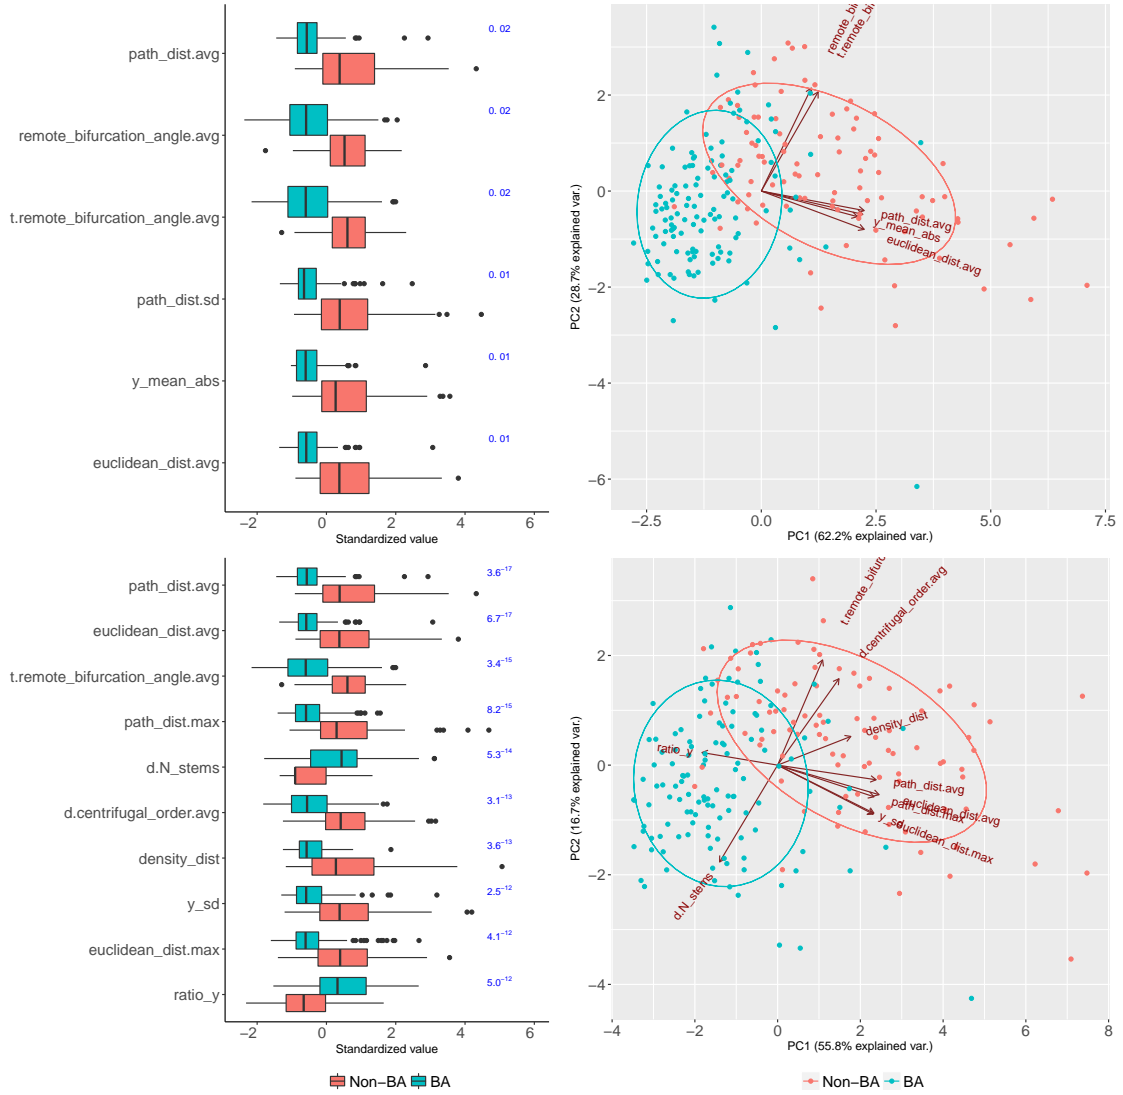 path_dist.avg
remote_bifurcation_angle.avg
t.remote_bifurcation_angle.avg
path_dist.sd
y_mean_abs
euclidean_dist.avg
0. 02
0. 02
0. 02
0. 01
0. 01
0. 01
−2 0 2 4 6
Standardized value
PC2 (28.7% explained var.)
2
0
−2
−4
−6
path_dist.avg
y_mean_abs
euclidean_dist.avg
−2.5 0.0 2.5 5.0 7.5
PC1 (62.2% explained var.)
path_dist.avg
euclidean_dist.avg
t.remote_bifurcation_angle.avg
path_dist.max
d.N_stems
d.centrifugal_order.avg
density_dist
y_sd
euclidean_dist.max
ratio_y
3.6⁻¹⁷
6.7⁻¹⁷
3.4⁻¹⁵
8.2⁻¹⁵
5.3⁻¹⁴
3.1⁻¹³
3.6⁻¹³
2.5⁻¹²
4.1⁻¹²
5.0⁻¹²
−2 0 2 4 6
Standardized value
Non−BA BA
PC2 (16.7% explained var.)
2
0
−2
−4
t.remote_bifurc
d.centrifugal_order.avg
density_dist
ratio_y
path_dist.avg
euclidean_dist.avg
path_dist.max
y_sd
euclidean_dist.max
d.N_stems
−4 −2 0 2 4 6 8
PC1 (55.8% explained var.)
Non−BA BA